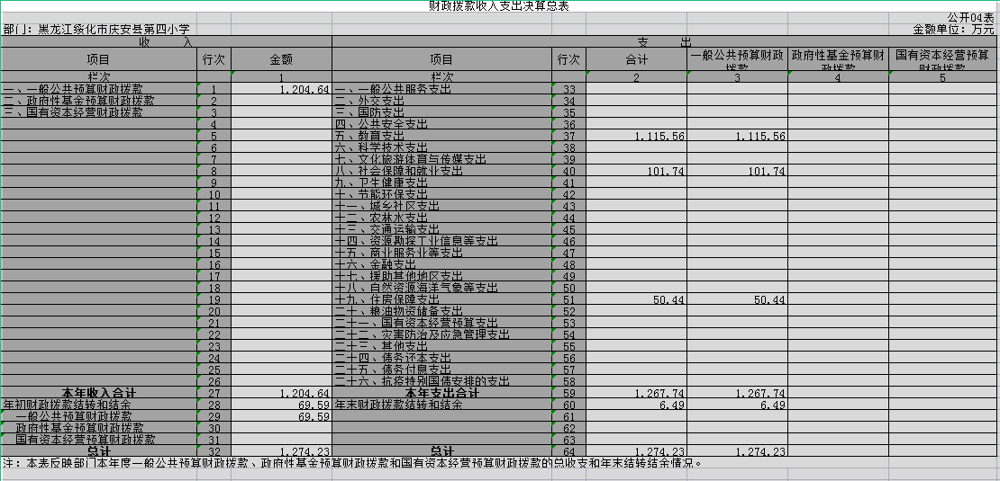 财政拨款收入支出决算总表
公开04表
部门：黑龙江绥化市庆安县第四小学 金额单位：万元
收 入 支 出
项目 行次 金额 项目 行次 合计 一般公共预算财政拨款 政府性基金预算财政拨款 国有资本经营预算财政拨款
栏次 1 栏次 2 3 4 5
一、一般公共预算财政拨款 1 1,204.64 一、一般公共服务支出 33
二、政府性基金预算财政拨款 2 二、外交支出 34
三、国有资本经营财政拨款 3 三、国防支出 35
4 四、公共安全支出 36
5 五、教育支出 37 1,115.56 1,115.56
6 六、科学技术支出 38
7 七、文化旅游体育与传媒支出 39
8 八、社会保障和就业支出 40 101.74 101.74
9 九、卫生健康支出 41
10 十、节能环保支出 42
11 十一、城乡社区支出 43
12 十二、农林水支出 44
13 十三、交通运输支出 45
14 十四、资源勘探工业信息等支出 46
15 十五、商业服务业等支出 47
16 十六、金融支出 48
17 十七、援助其他地区支出 49
18 十八、自然资源海洋气象等支出 50
19 十九、住房保障支出 51 50.44 50.44
20 二十、粮油物资储备支出 52
21 二十一、国有资本经营预算支出 53
22 二十二、灾害防治及应急管理支出 54
23 二十三、其他支出 55
24 二十四、债务还本支出 56
25 二十五、债务付息支出 57
26 二十六、抗疫特别国债安排的支出 58
本年收入合计 27 1,204.64 本年支出合计 59 1,267.74 1,267.74
年初财政拨款结转和结余 28 69.59 年末财政拨款结转和结余 60 6.49 6.49
一般公共预算财政拨款 29 69.59 61
政府性基金预算财政拨款 30 62
国有资本经营预算财政拨款 31 63
总计 32 1,274.23 总计 64 1,274.23 1,274.23
注：本表反映部门本年度一般公共预算财政拨款、政府性基金预算财政拨款和国有资本经营预算财政拨款的总收支和年末结转结余情况。